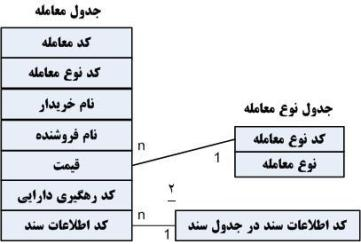 جدول معامله
کد معامله
کد نوع معامله
نام خریدار
نام فروشنده
قیمت
کد رهگیری دارایی
کد اطلاعات سند
جدول نوع معامله
کد نوع معامله
نوع معامله
n
1
۲
n
1
کد اطلاعات سند در جدول سند